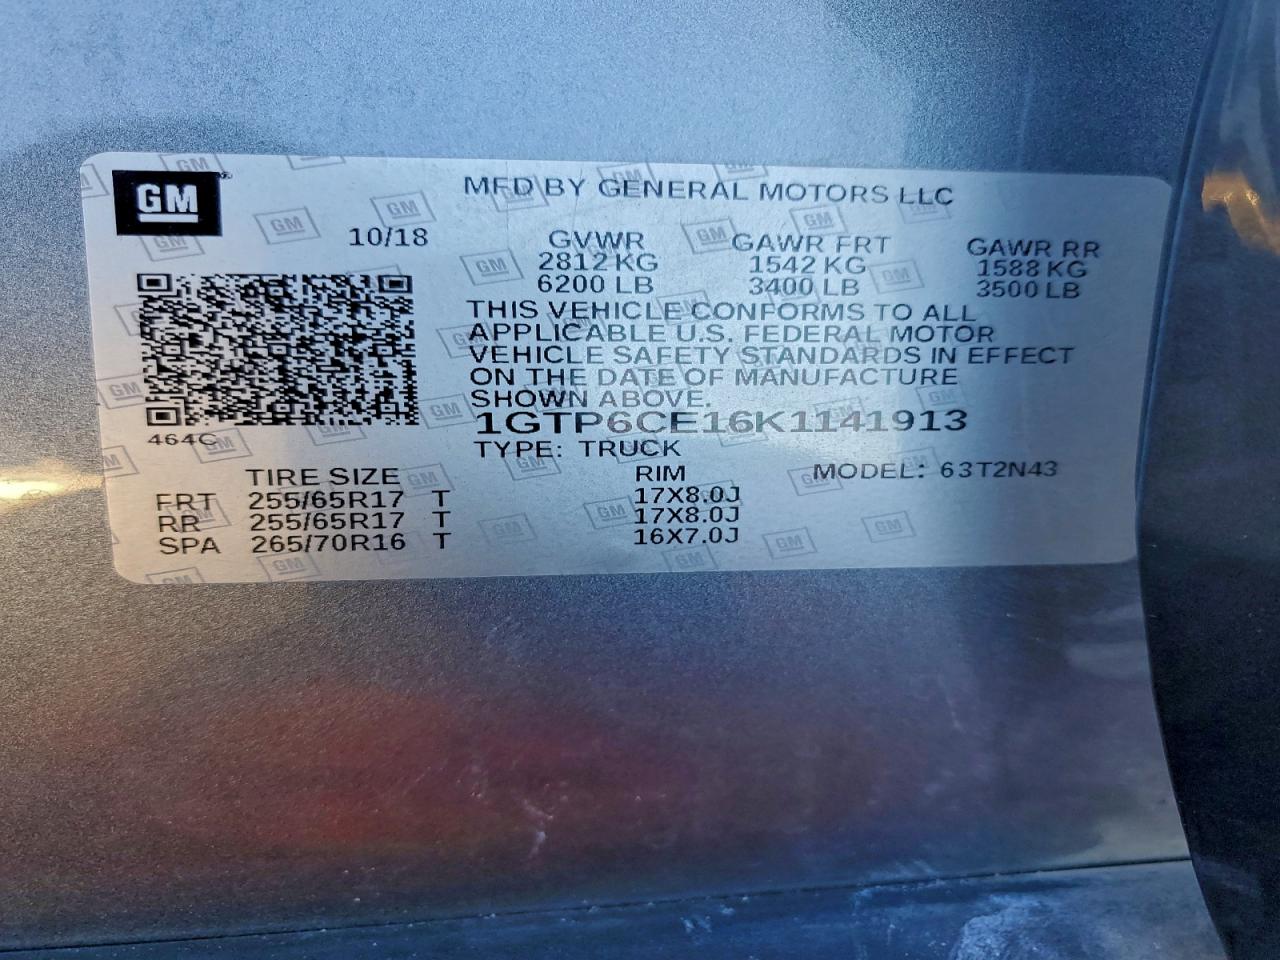 GM
MFD BY GENERAL MOTORS LLC
10/18
GVWR GAWR FRT GAWR RR
2812 KG 1542 KG 1588 KG
6200 LB 3400 LB 3500 LB
THIS VEHICLE CONFORMS TO ALL
APPLICABLE U.S. FEDERAL MOTOR
VEHICLE SAFETY STANDARDS IN EFFECT
ON THE DATE OF MANUFACTURE
SHOWN ABOVE.
1GTP6CE16K1141913
464C
TYPE: TRUCK
TIRE SIZE RIM MODEL: 63T2N43
FRT 255/65R17 T 17X8.0J
RR 255/65R17 T 17X8.0J
SPA 265/70R16 T 16X7.0J